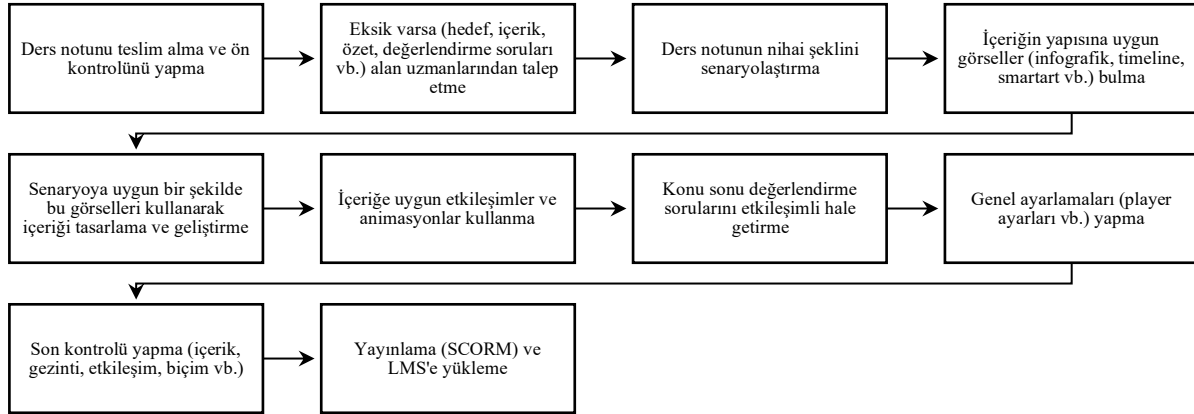 Ders notunu teslim alma ve ön
kontrolünü yapma
Eksik varsa (hedef, içerik,
özet, değerlendirme soruları
vb.) alan uzmanlarından talep
etme
Ders notunun nihai şeklini
senaryolaştırma
İçeriğin yapısına uygun
görseller (infografik, timeline,
smartart vb.) bulma
Senaryoya uygun bir şekilde
bu görselleri kullanarak
içeriği tasarlama ve geliştirme
İçeriğe uygun etkileşimler ve
animasyonlar kullanma
Konu sonu değerlendirme
sorularını etkileşimli hale
getirme
Genel ayarlamaları (player
ayarları vb.) yapma
Son kontrolü yapma (içerik,
gezinti, etkileşim, biçim vb.)
Yayınlama (SCORM) ve
LMS'e yükleme